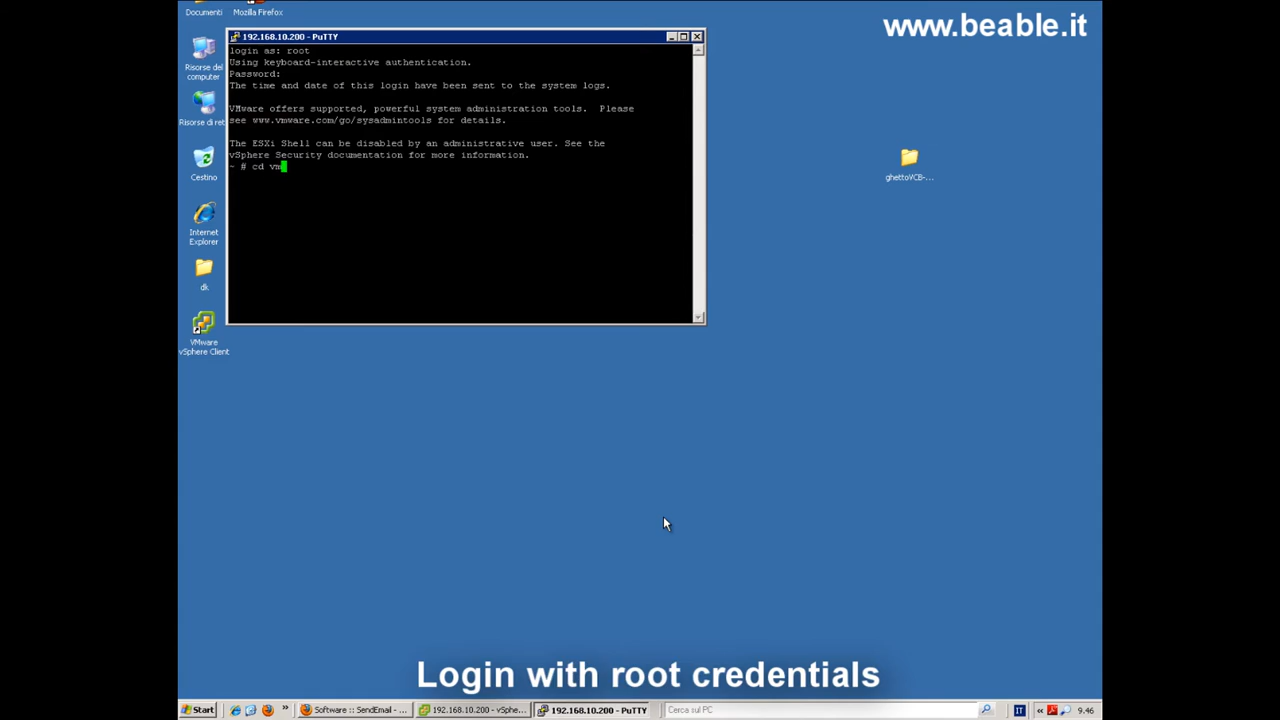 Documenti
Mozilla Firefox
www.beable.it
192.168.10.200 - PuTTY
login as: root
Using keyboard-interactive authentication.
Password:
The time and date of this login have been sent to the system logs.
VMware offers supported, powerful system administration tools.  Please
see www.vmware.com/go/sysadmintools for details.
The ESXi Shell can be disabled by an administrative user. See the
vSphere Security documentation for more information.
~ # cd vm
Risorse del
computer
Risorse di ret
Cestino
Internet
Explorer
dk
VMware
vSphere Client
ghettoVCB-...
Login with root credentials
Start
»
Software :: SendEmail - ...
192.168.10.200 - vSphe...
192.168.10.200 - PuTTY
Cerca sul PC
IT
«
9.46